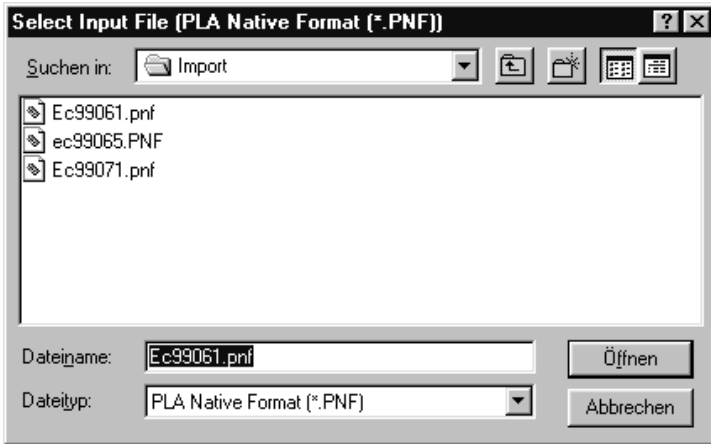 Select Input File (PLA Native Format (*.PNF))
Suchen in: Import
Ec99061.pnf
ec99065.PNF
Ec99071.pnf
Dateiname: Ec99061.pnf Öffnen
Dateityp: PLA Native Format (*.PNF) Abbrechen